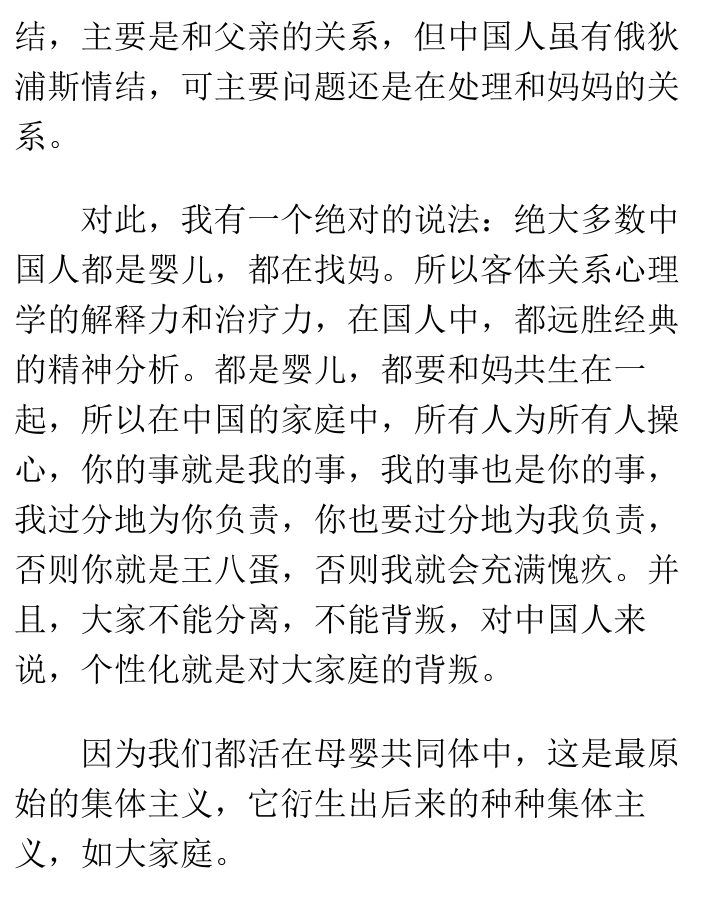 结，主要是和父亲的关系，但中国人虽有俄狄
浦斯情结，可主要问题还是在处理和妈妈的关
系。
对此，我有一个绝对的说法：绝大多数中
国人都是婴儿，都在找妈。所以客体关系心理
学的解释力和治疗力，在国人中，都远胜经典
的精神分析。都是婴儿，都要和妈共生在一
起，所以在中国的家庭中，所有人为所有人操
心，你的事就是我的事，我的事也是你的事，
我过分地为你负责，你也要过分地为我负责，
否则你就是王八蛋，否则我就会充满愧疚。并
且，大家不能分离，不能背叛，对中国人来
说，个性化就是对大家庭的背叛。
因为我们都活在母婴共同体中，这是最原
始的集体主义，它衍生出后来的种种集体主
义，如大家庭。